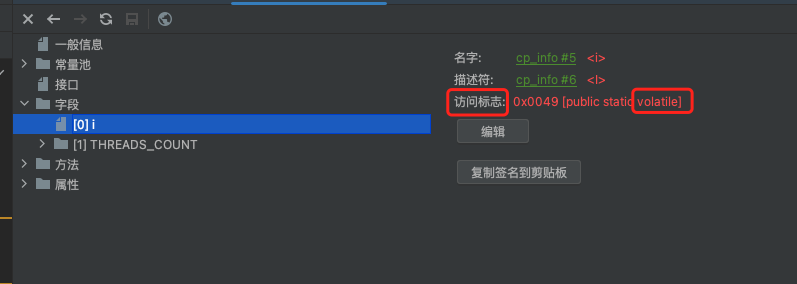 一般信息
常量池
接口
字段
[0] i
[1] THREADS_COUNT
方法
属性
名字: cp_info #5 <i>
描述符: cp_info #6 <I>
访问标志: 0x0049 [public static volatile]
编辑
复制签名到剪贴板